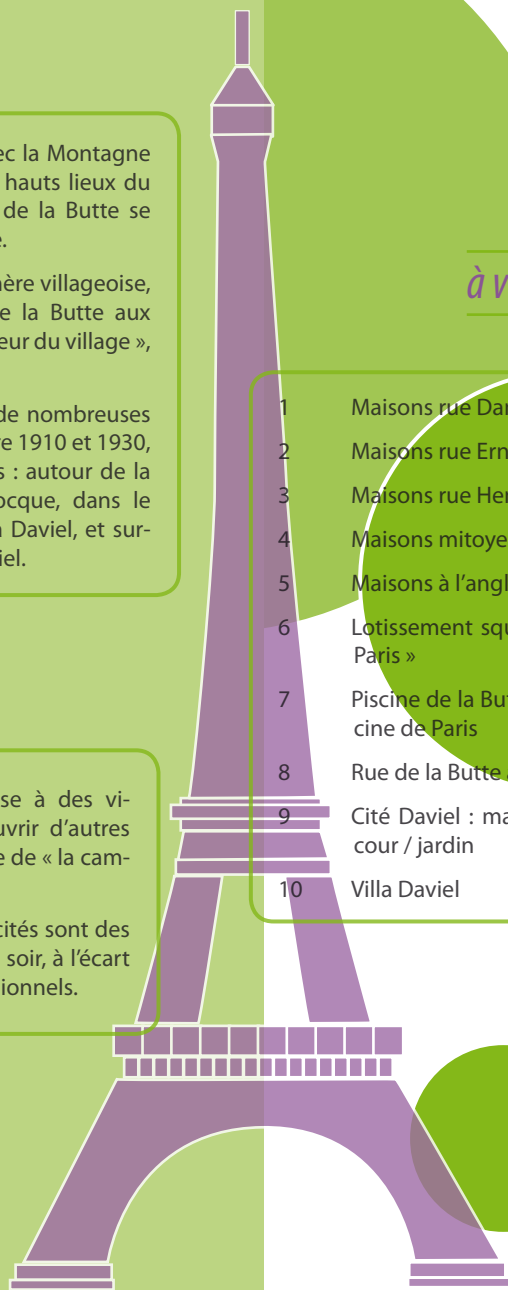 ec la Montagne
hauts lieux du
de la Butte se
.
ère villageoise,
e la Butte aux
eur du village »,
de nombreuses
re 1910 et 1930,
s : autour de la
ocque, dans le
Daviel, et sur-
iel.
se à des vi-
uvrir d'autres
e de « la cam-
cités sont des
soir, à l'écart
ionnels.
à v
1 Maisons rue Dar
2 Maisons rue Ern
3 Maisons rue Her
4 Maisons mitoye
5 Maisons à l'angl
6 Lotissement squ
Paris »
7 Piscine de la But
cine de Paris
8 Rue de la Butte
9 Cité Daviel : ma
cour / jardin
10 Villa Daviel